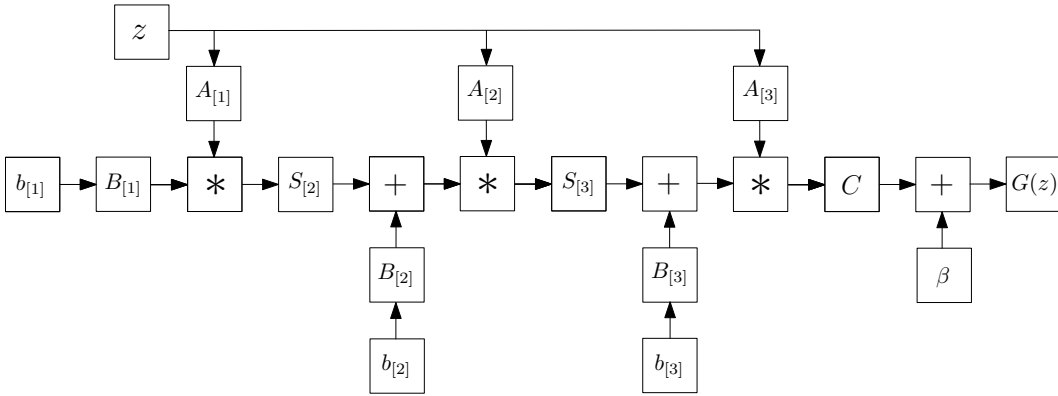 z
A[1] A[2] A[3]
b[1] B[1] * S[2] + * S[3] + * C + G(z)
B[2] B[3] β
b[2] b[3]